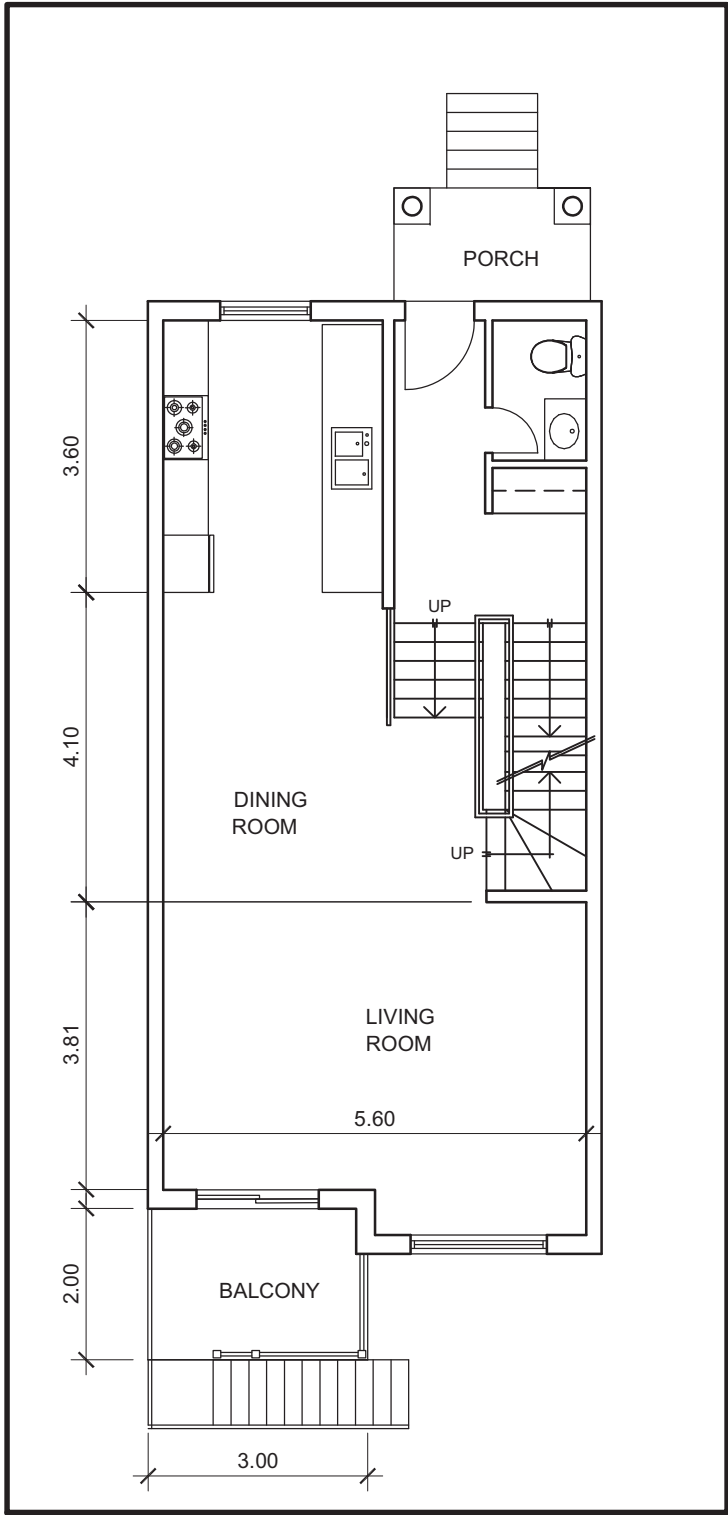 PORCH
3.60
UP
4.10
DINING
ROOM
UP
LIVING
ROOM
3.81
5.60
BALCONY
2.00
3.00